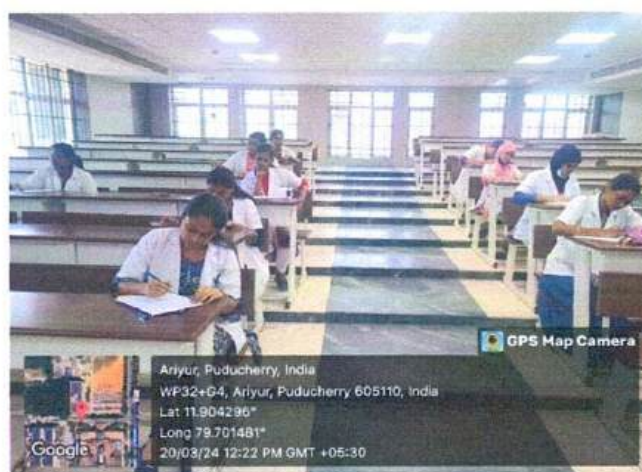 GPS Map Camera
Ariyur, Puducherry, India
WP32+G4, Ariyur, Puducherry 605110, India
Lat 11.904296°
Long 79.701481°
20/03/24 12:22 PM GMT +05:30
Google